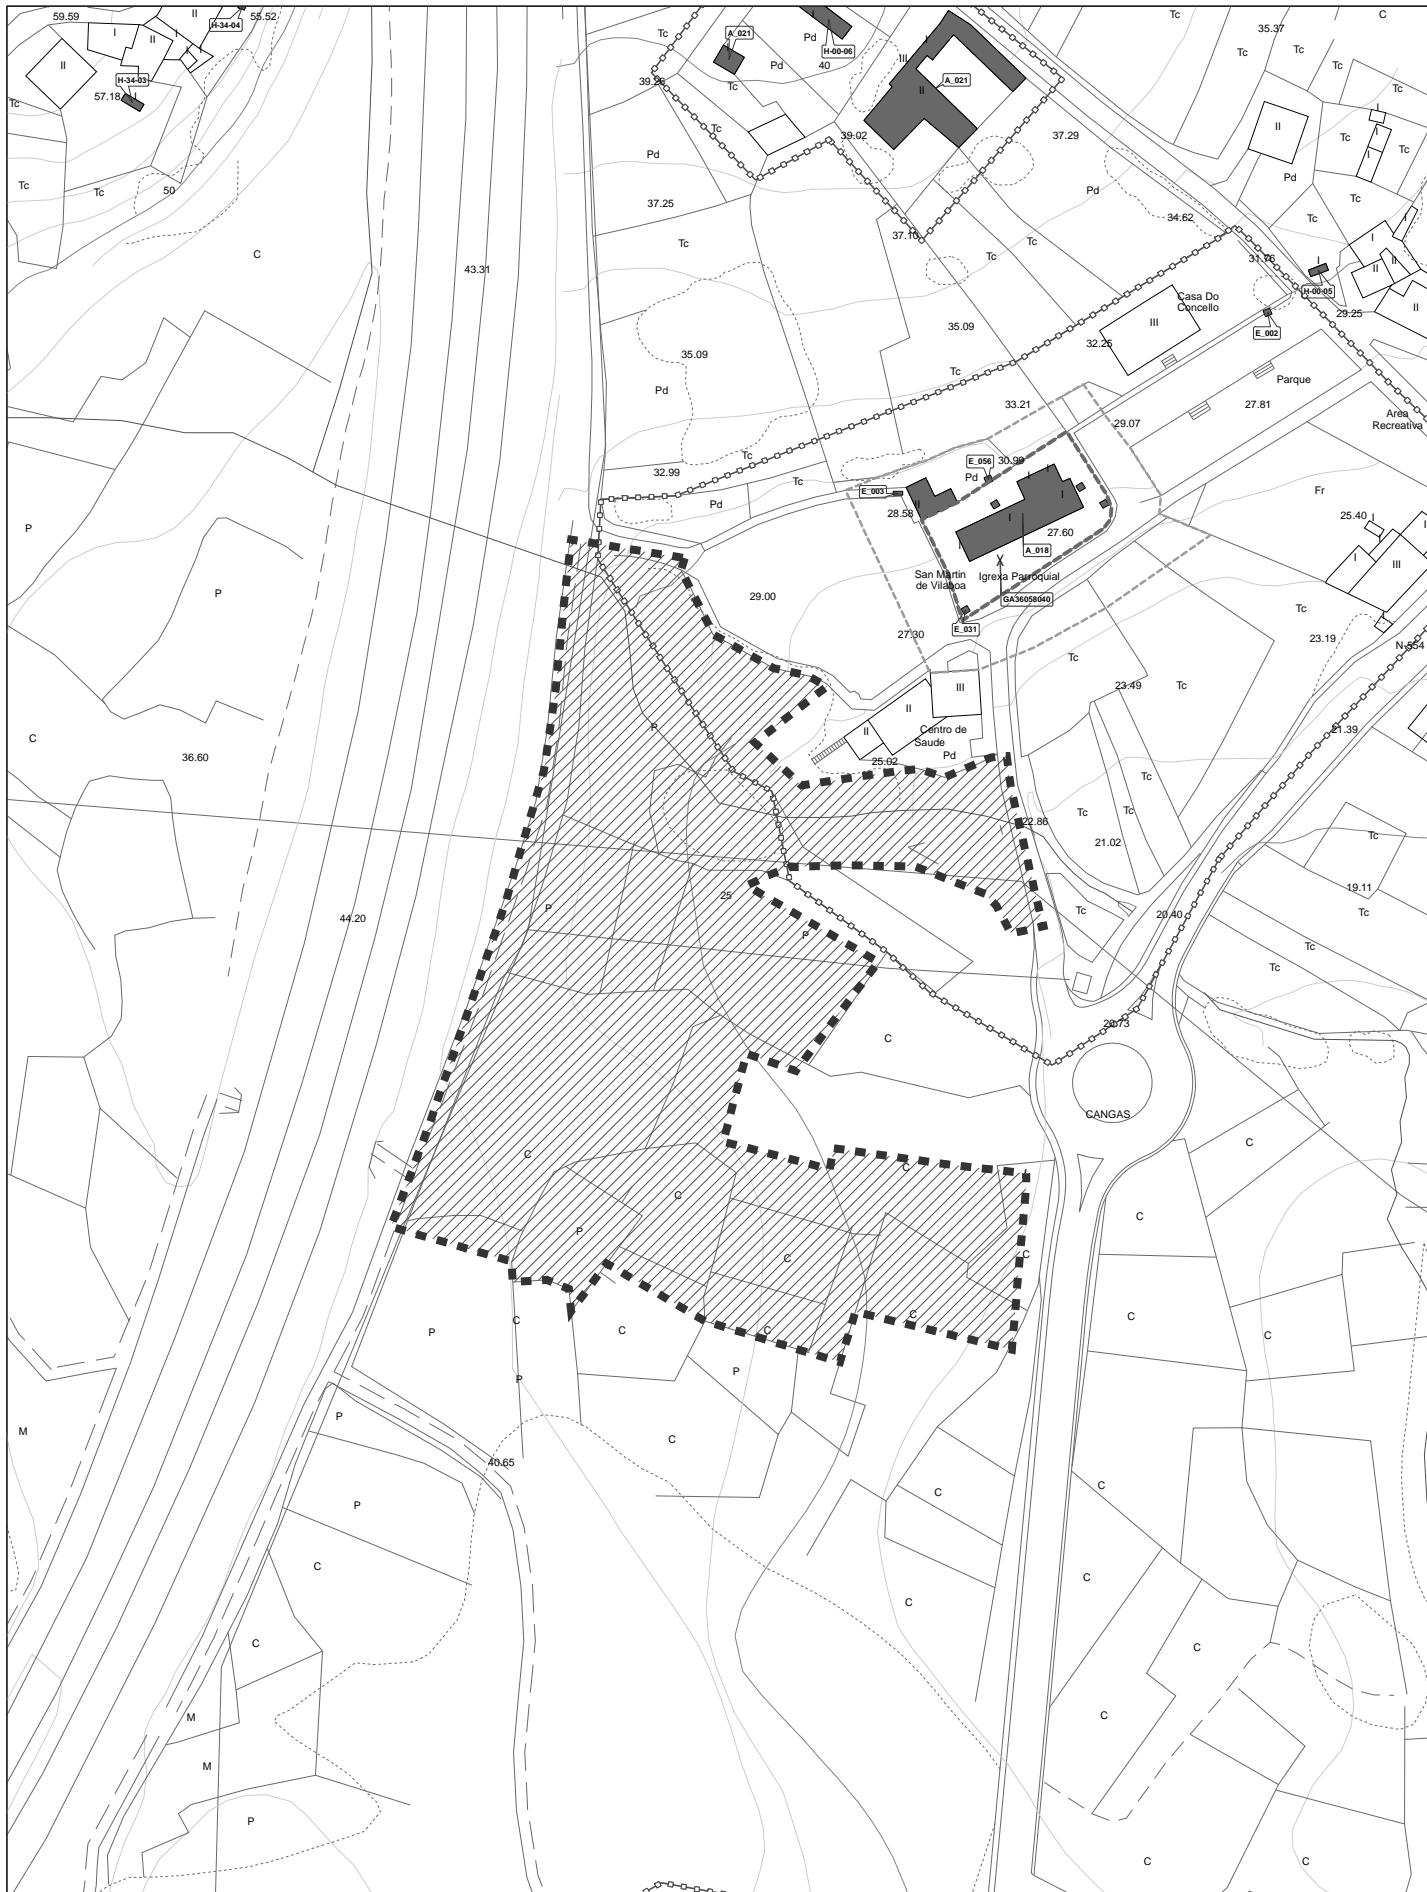 59.59
II
55.52
I
H-34-04
Tc
C
A_021
H-00-06
35.37
II
I
I
I
Tc
Pd
III
Tc
Tc
II
H-34-03
I
57.18
39.26
Pd
40
Tc
II
A_021
Tc
Tc
Tc
39.02
37.29
II
Tc
I
I
Tc
I
Pd
Pd
Tc
Tc
50
Pd
Tc
37.25
34.62
Tc
I
37.10
Tc
Tc
Tc
I
C
31.76
II
II
43.31
I
Casa Do
Concello
H-00-05
II
III
29.25
35.09
E_002
32.25
35.09
Tc
Parque
Pd
33.21
27.81
29.07
Area
Recreativa
Tc
E_056
30.99
32.99
Pd
Tc
E_003
I
I
I
Fr
Pd
II
28.58
I
25.40
I
P
27.60
I
A_018
I
III
San Martin
de Vilaboa
Igrexa Parroquial
P
29.00
GA36058040
Tc
E_031
27.30
23.19
N-554
Tc
III
23.49
Tc
II
P
C
II
Centro de
Saude
21.39
36.60
Pd
25.02
Tc
Tc
Tc
22.86
Tc
21.02
25
19.11
P
Tc
20.40
Tc
44.20
P
Tc
Tc
20.73
C
CANGAS
C
C
C
C
C
P
C
C
C
C
C
P
C
C
C
C
P
P
P
M
C
40.65
C
C
P
C
C
C
C
C
M
C
M
P
C
C